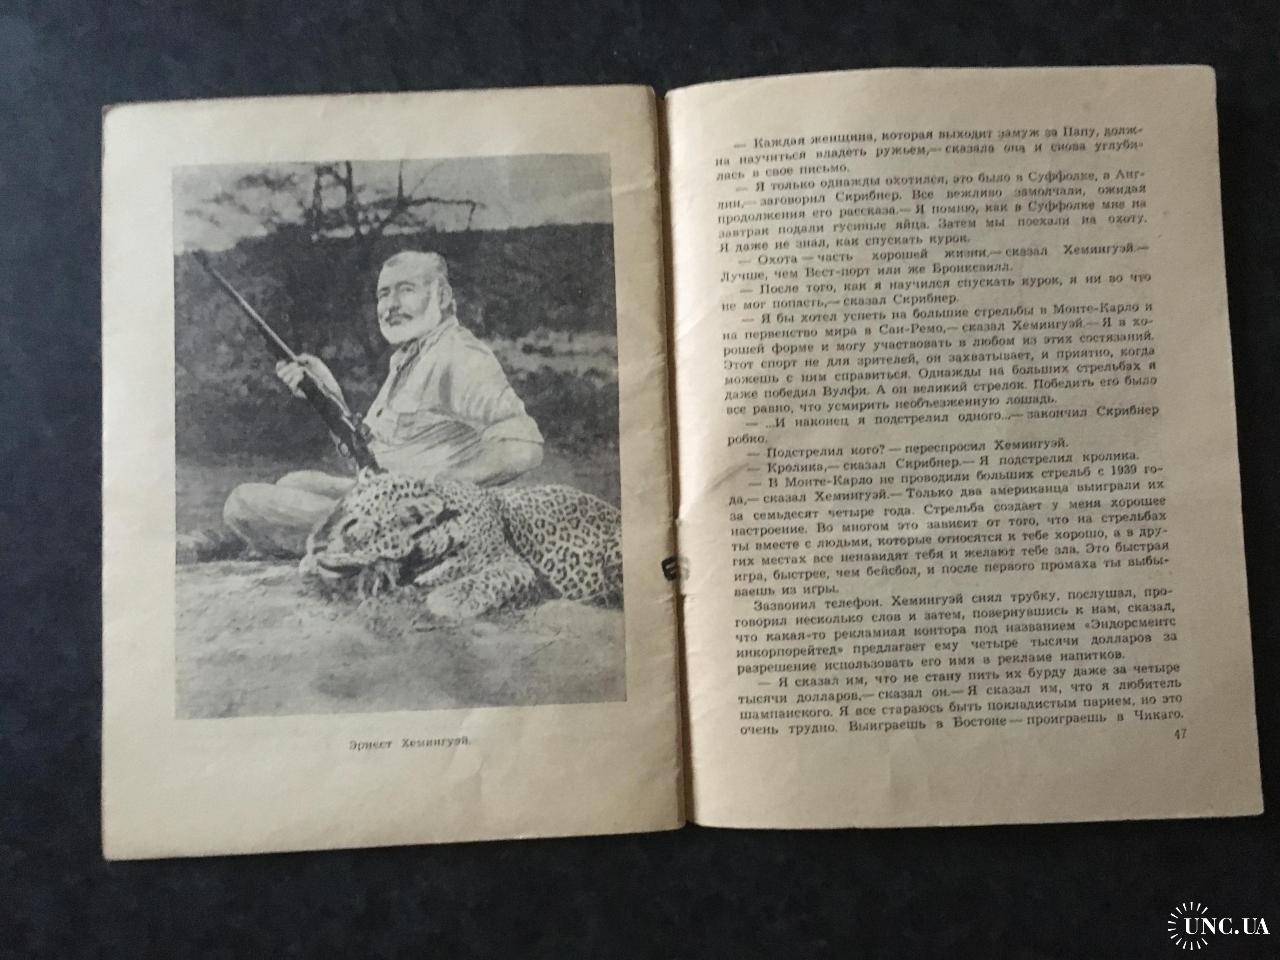 Эрнест Хемингуэй.
— Каждая женщина, которая выходит замуж за Папу, долж-
на научиться владеть ружьем,— сказала она и снова углуби-
лась в свое письмо.
— Я только однажды охотился, это было в Суффолке, в Анг-
лии,— заговорил Скрибнер. Все вежливо замолчали, ожидая
продолжения его рассказа.— Я помню, как в Суффолке мне на
завтрак подали гусиные яйца. Затем мы поехали на охоту.
Я даже не знал, как спускать курок.
— Охота — часть хорошей жизни,— сказал Хемингуэй.—
Лучше, чем Вест-порт или же Бронксвилл.
— После того, как я научился спускать курок, я ни во что
не мог попасть,— сказал Скрибнер.
— Я бы хотел успеть на большие стрельбы в Монте-Карло и
на первенство мира в Сан-Ремо,— сказал Хемингуэй.— Я в хо-
рошей форме и могу участвовать в любом из этих состязаний.
Этот спорт не для зрителей, он захватывает, и приятно, когда
можешь с ним справиться. Однажды на больших стрельбах я
даже победил Вулфи. А он великий стрелок. Победить его было
все равно, что усмирить необъезженную лошадь.
— ...И наконец я подстрелил одного...— закончил Скрибнер
робко.
— Подстрелил кого? — переспросил Хемингуэй.
— Кролика,— сказал Скрибнер.— Я подстрелил кролика.
— В Монте-Карло не проводили больших стрельб с 1939 го-
да,— сказал Хемингуэй.— Только два американца выиграли их
за семьдесят четыре года. Стрельба создает у меня хорошее
настроение. Во многом это зависит от того, что на стрельбах
ты вместе с людьми, которые относятся к тебе хорошо, а в дру-
гих местах все ненавидят тебя и желают тебе зла. Это быстрая
игра, быстрее, чем бейсбол, и после первого промаха ты выбы-
ваешь из игры.
Зазвонил телефон. Хемингуэй снял трубку, послушал, про-
говорил несколько слов и затем, повернувшись к нам, сказал,
что какая-то рекламная контора под названием «Эндорсментс
инкорпорейтед» предлагает ему четыре тысячи долларов за
разрешение использовать его имя в рекламе напитков.
— Я сказал им, что не стану пить их бурду даже за четыре
тысячи долларов,— сказал он.— Я сказал им, что я любитель
шампанского. Я все стараюсь быть покладистым парнем, но это
очень трудно. Выиграешь в Бостоне — проиграешь в Чикаго.
47
UNC.UA